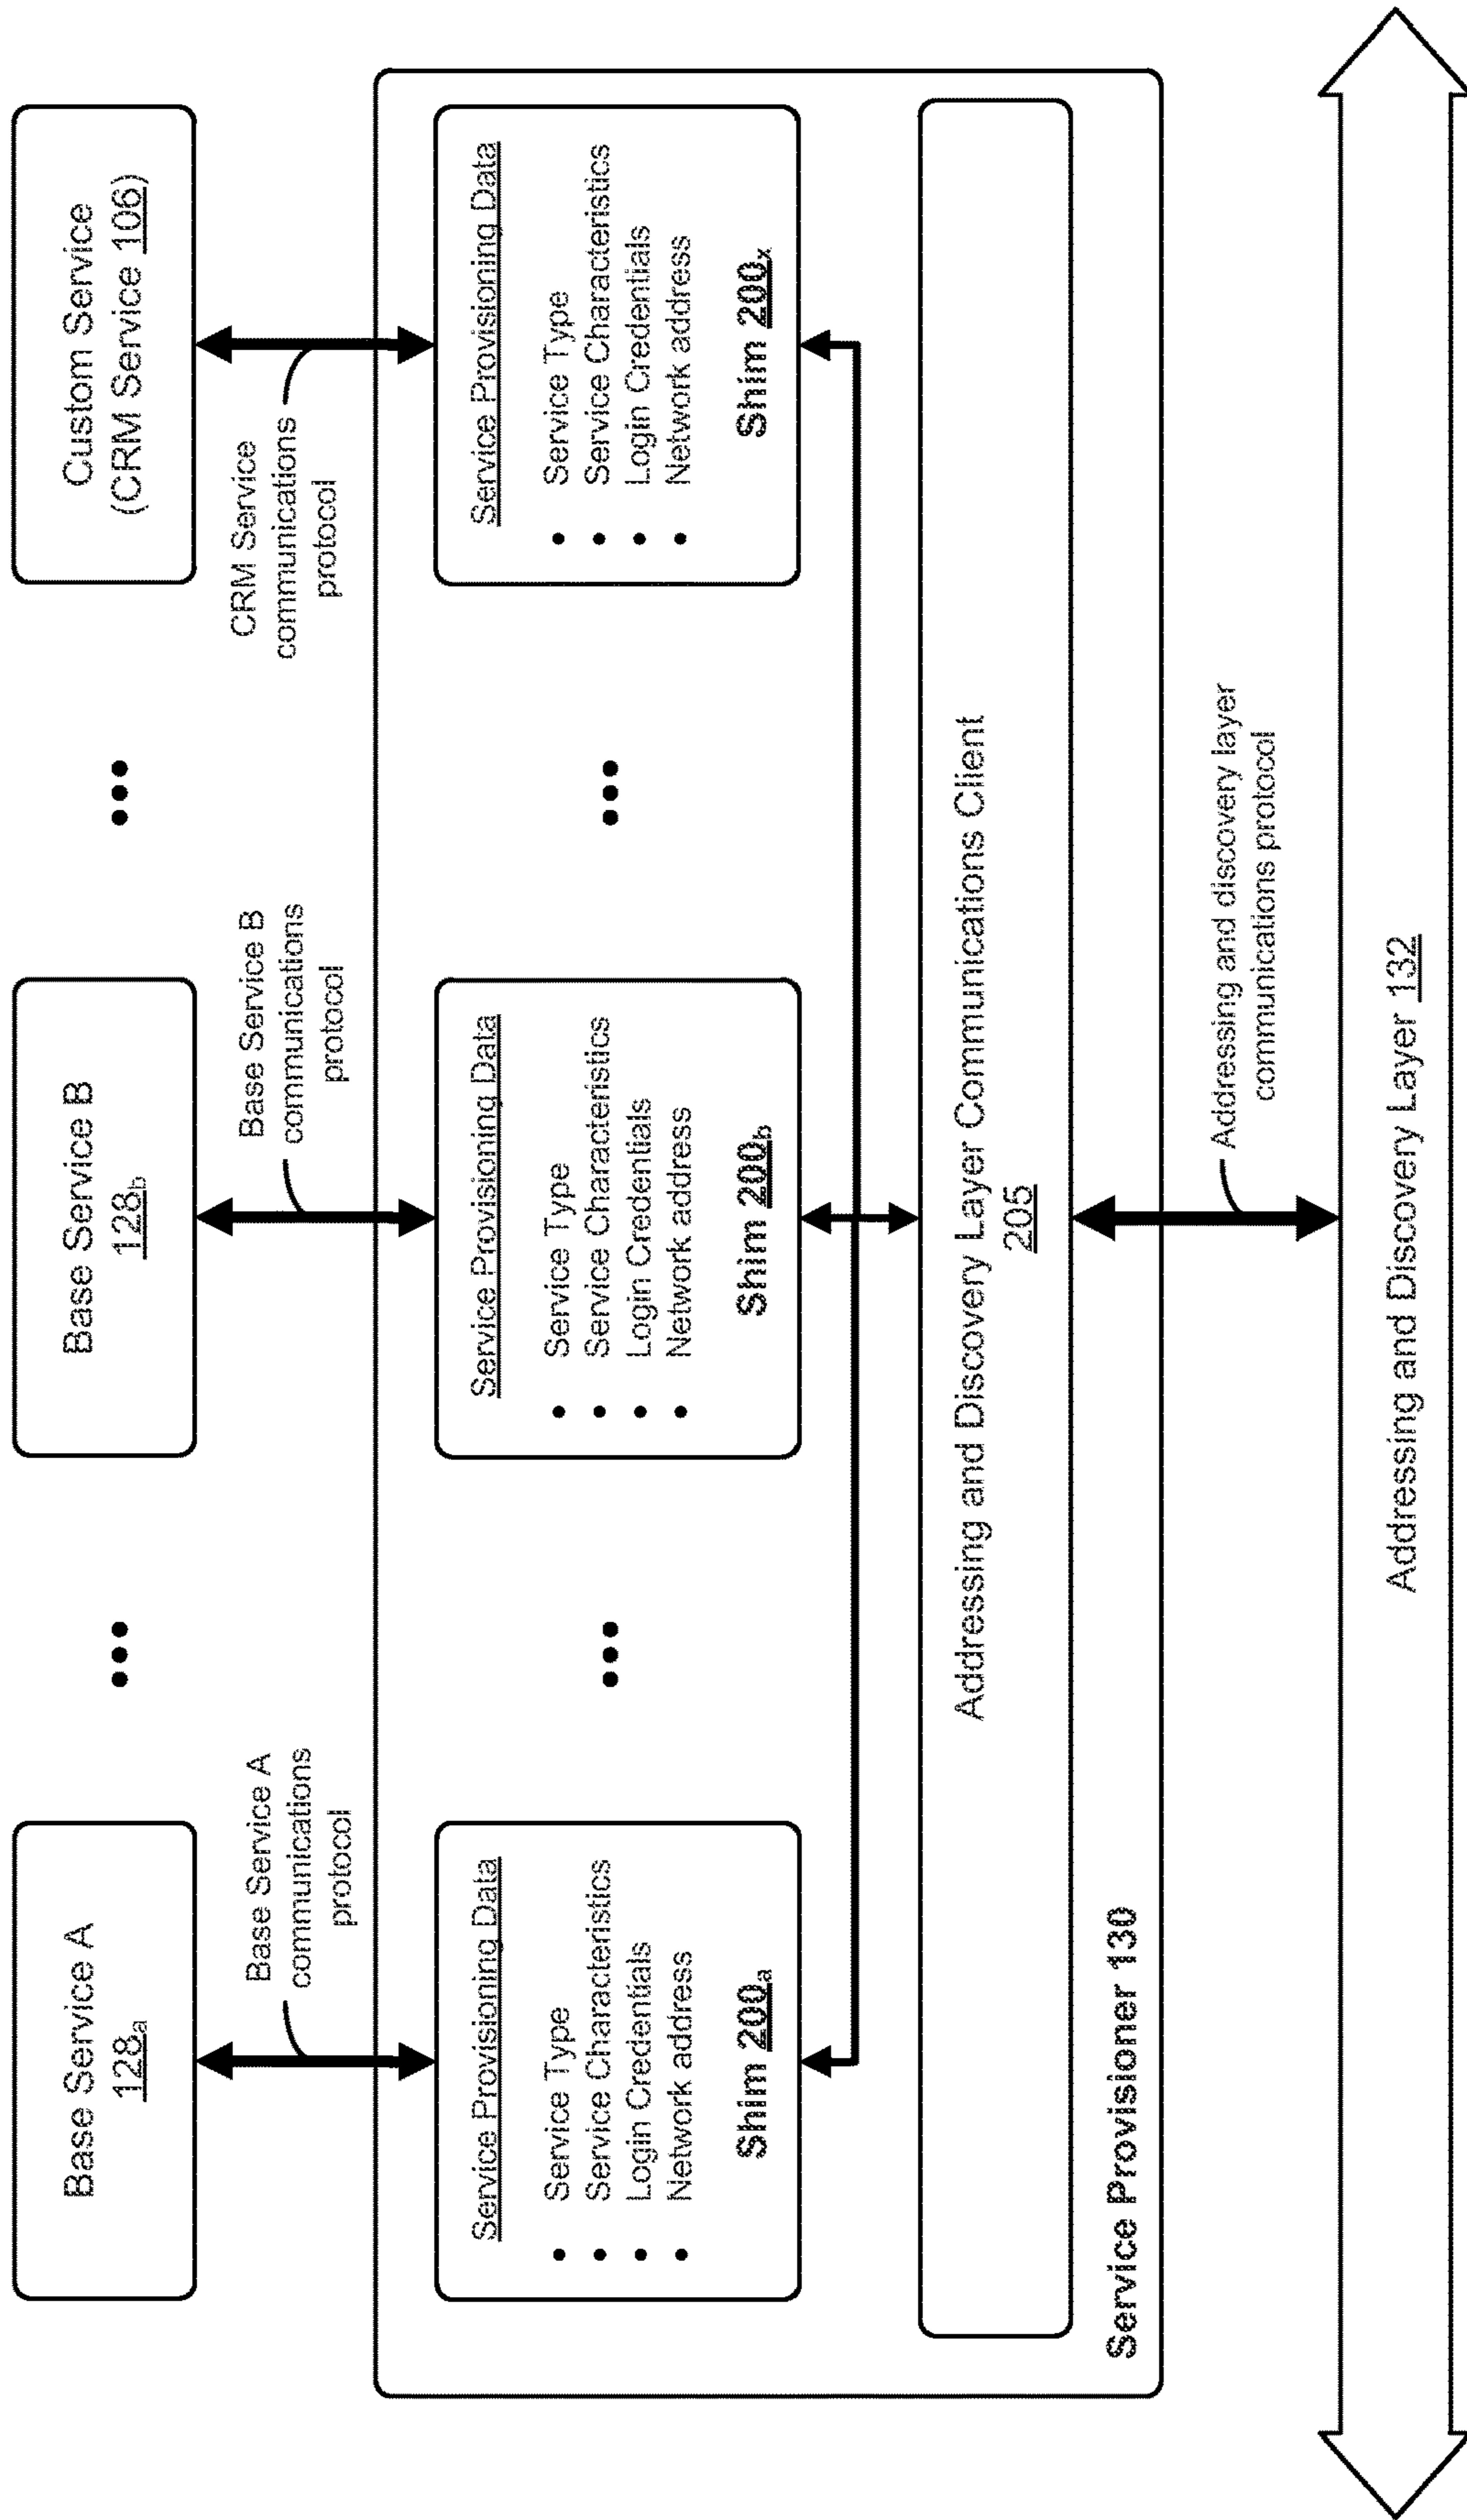 Base Service A
128a
Base Service B
128b
Custom Service
(CRM Service 106)
Base Service A
communications
protocol
Base Service B
communications
protocol
CRM Service
communications
protocol
Service Provisioning Data
• Service Type
• Service Characteristics
• Login Credentials
• Network address
Shim 200a
Service Provisioning Data
• Service Type
• Service Characteristics
• Login Credentials
• Network address
Shim 200b
Service Provisioning Data
• Service Type
• Service Characteristics
• Login Credentials
• Network address
Shim 200x
Addressing and Discovery Layer Communications Client
205
Service Provisioner 130
Addressing and discovery layer
communications protocol
Addressing and Discovery Layer 132